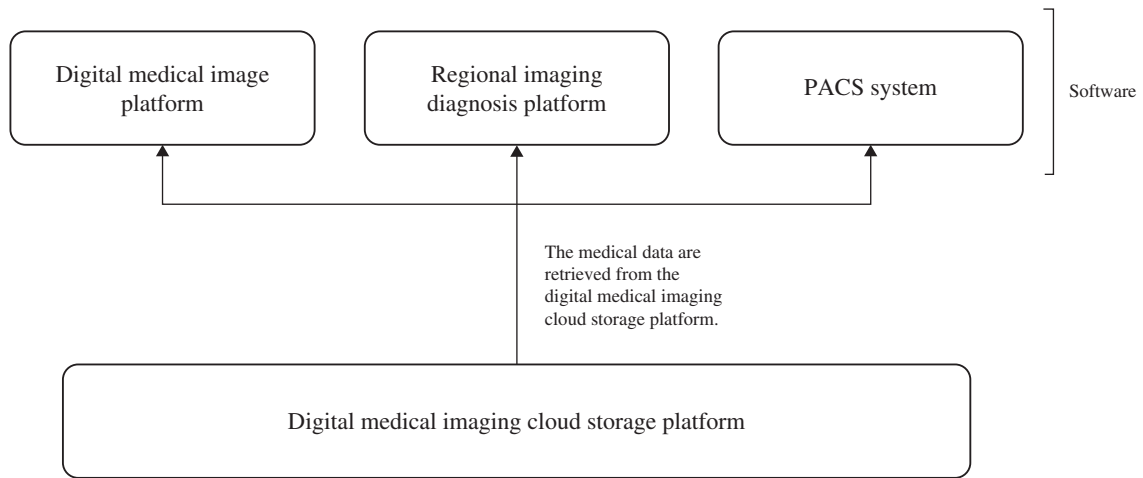 Digital medical image
platform
Regional imaging
diagnosis platform
PACS system
Software
The medical data are
retrieved from the
digital medical imaging
cloud storage platform.
Digital medical imaging cloud storage platform